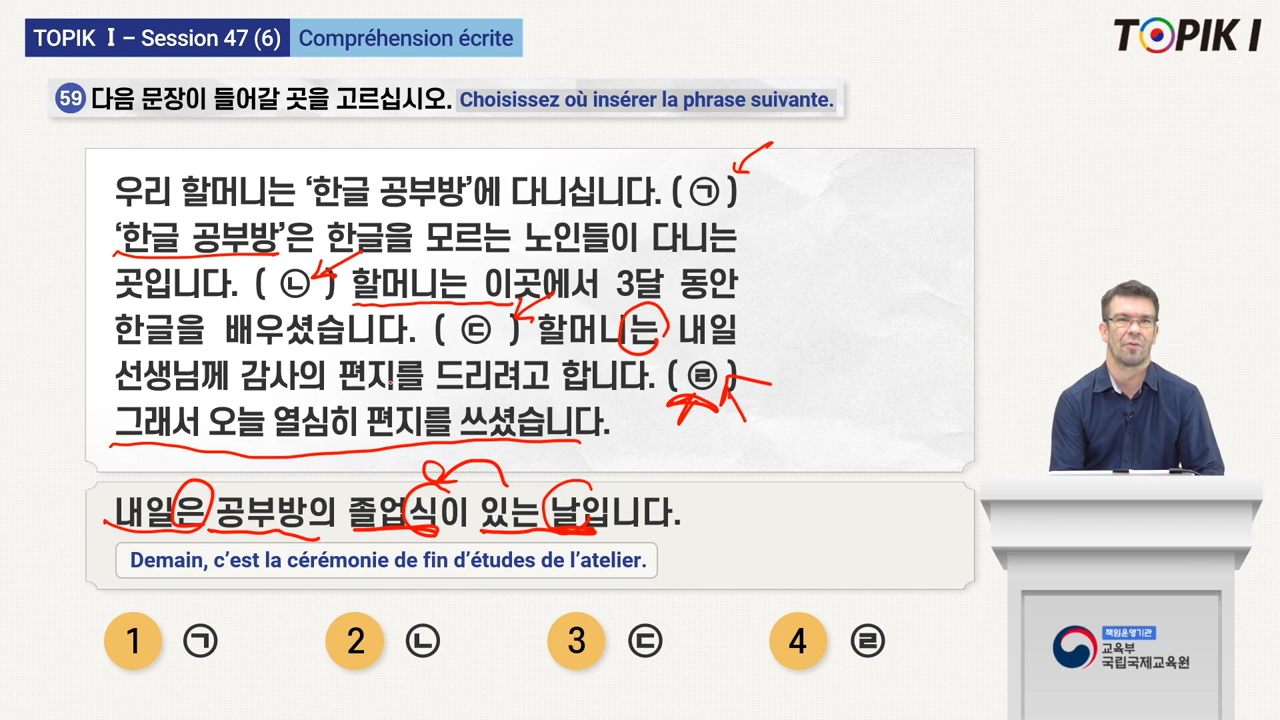 TOPIK Ⅰ – Session 47 (6) Compréhension écrite
TOPIK I
59 다음 문장이 들어갈 곳을 고르십시오. Choisissez où insérer la phrase suivante.
우리 할머니는 ‘한글 공부방’에 다니십니다. ( ㉠ )
‘한글 공부방’은 한글을 모르는 노인들이 다니는
곳입니다. ( ㉡ ) 할머니는 이곳에서 3달 동안
한글을 배우셨습니다. ( ㉢ ) 할머니는 내일
선생님께 감사의 편지를 드리려고 합니다. ( ㉣ )
그래서 오늘 열심히 편지를 쓰셨습니다.
내일은 공부방의 졸업식이 있는 날입니다.
Demain, c’est la cérémonie de fin d’études de l’atelier.
1 ㉠ 2 ㉡ 3 ㉢ 4 ㉣
책임운영기관
교육부
국립국제교육원